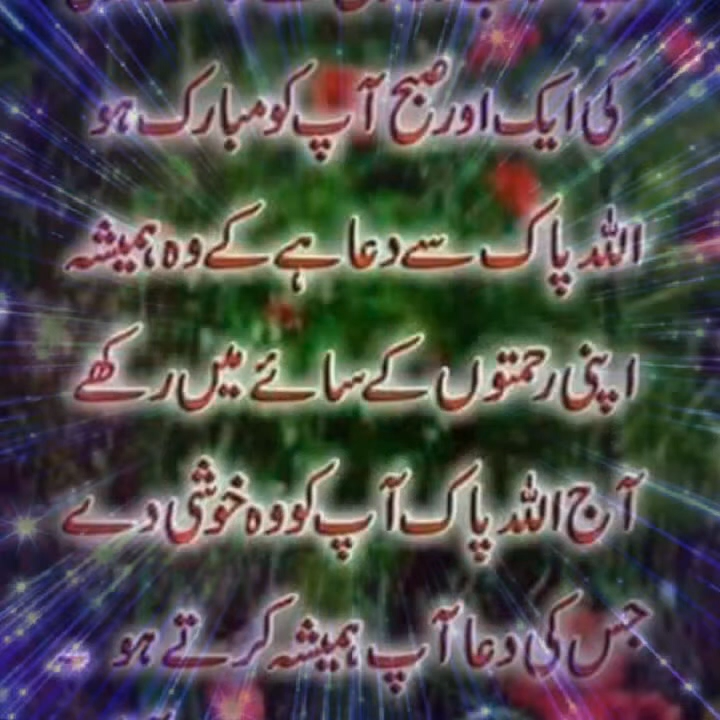 کی ایک اور صبح آپ کو مبارک ہو
اللہ پاک سے دعا ہے کے وہ ہمیشہ
اپنی رحمتوں کے سائے میں رکھے
آج اللہ پاک آپ کو وہ خوشی دے
جس کی دعا آپ ہمیشہ کرتے ہو